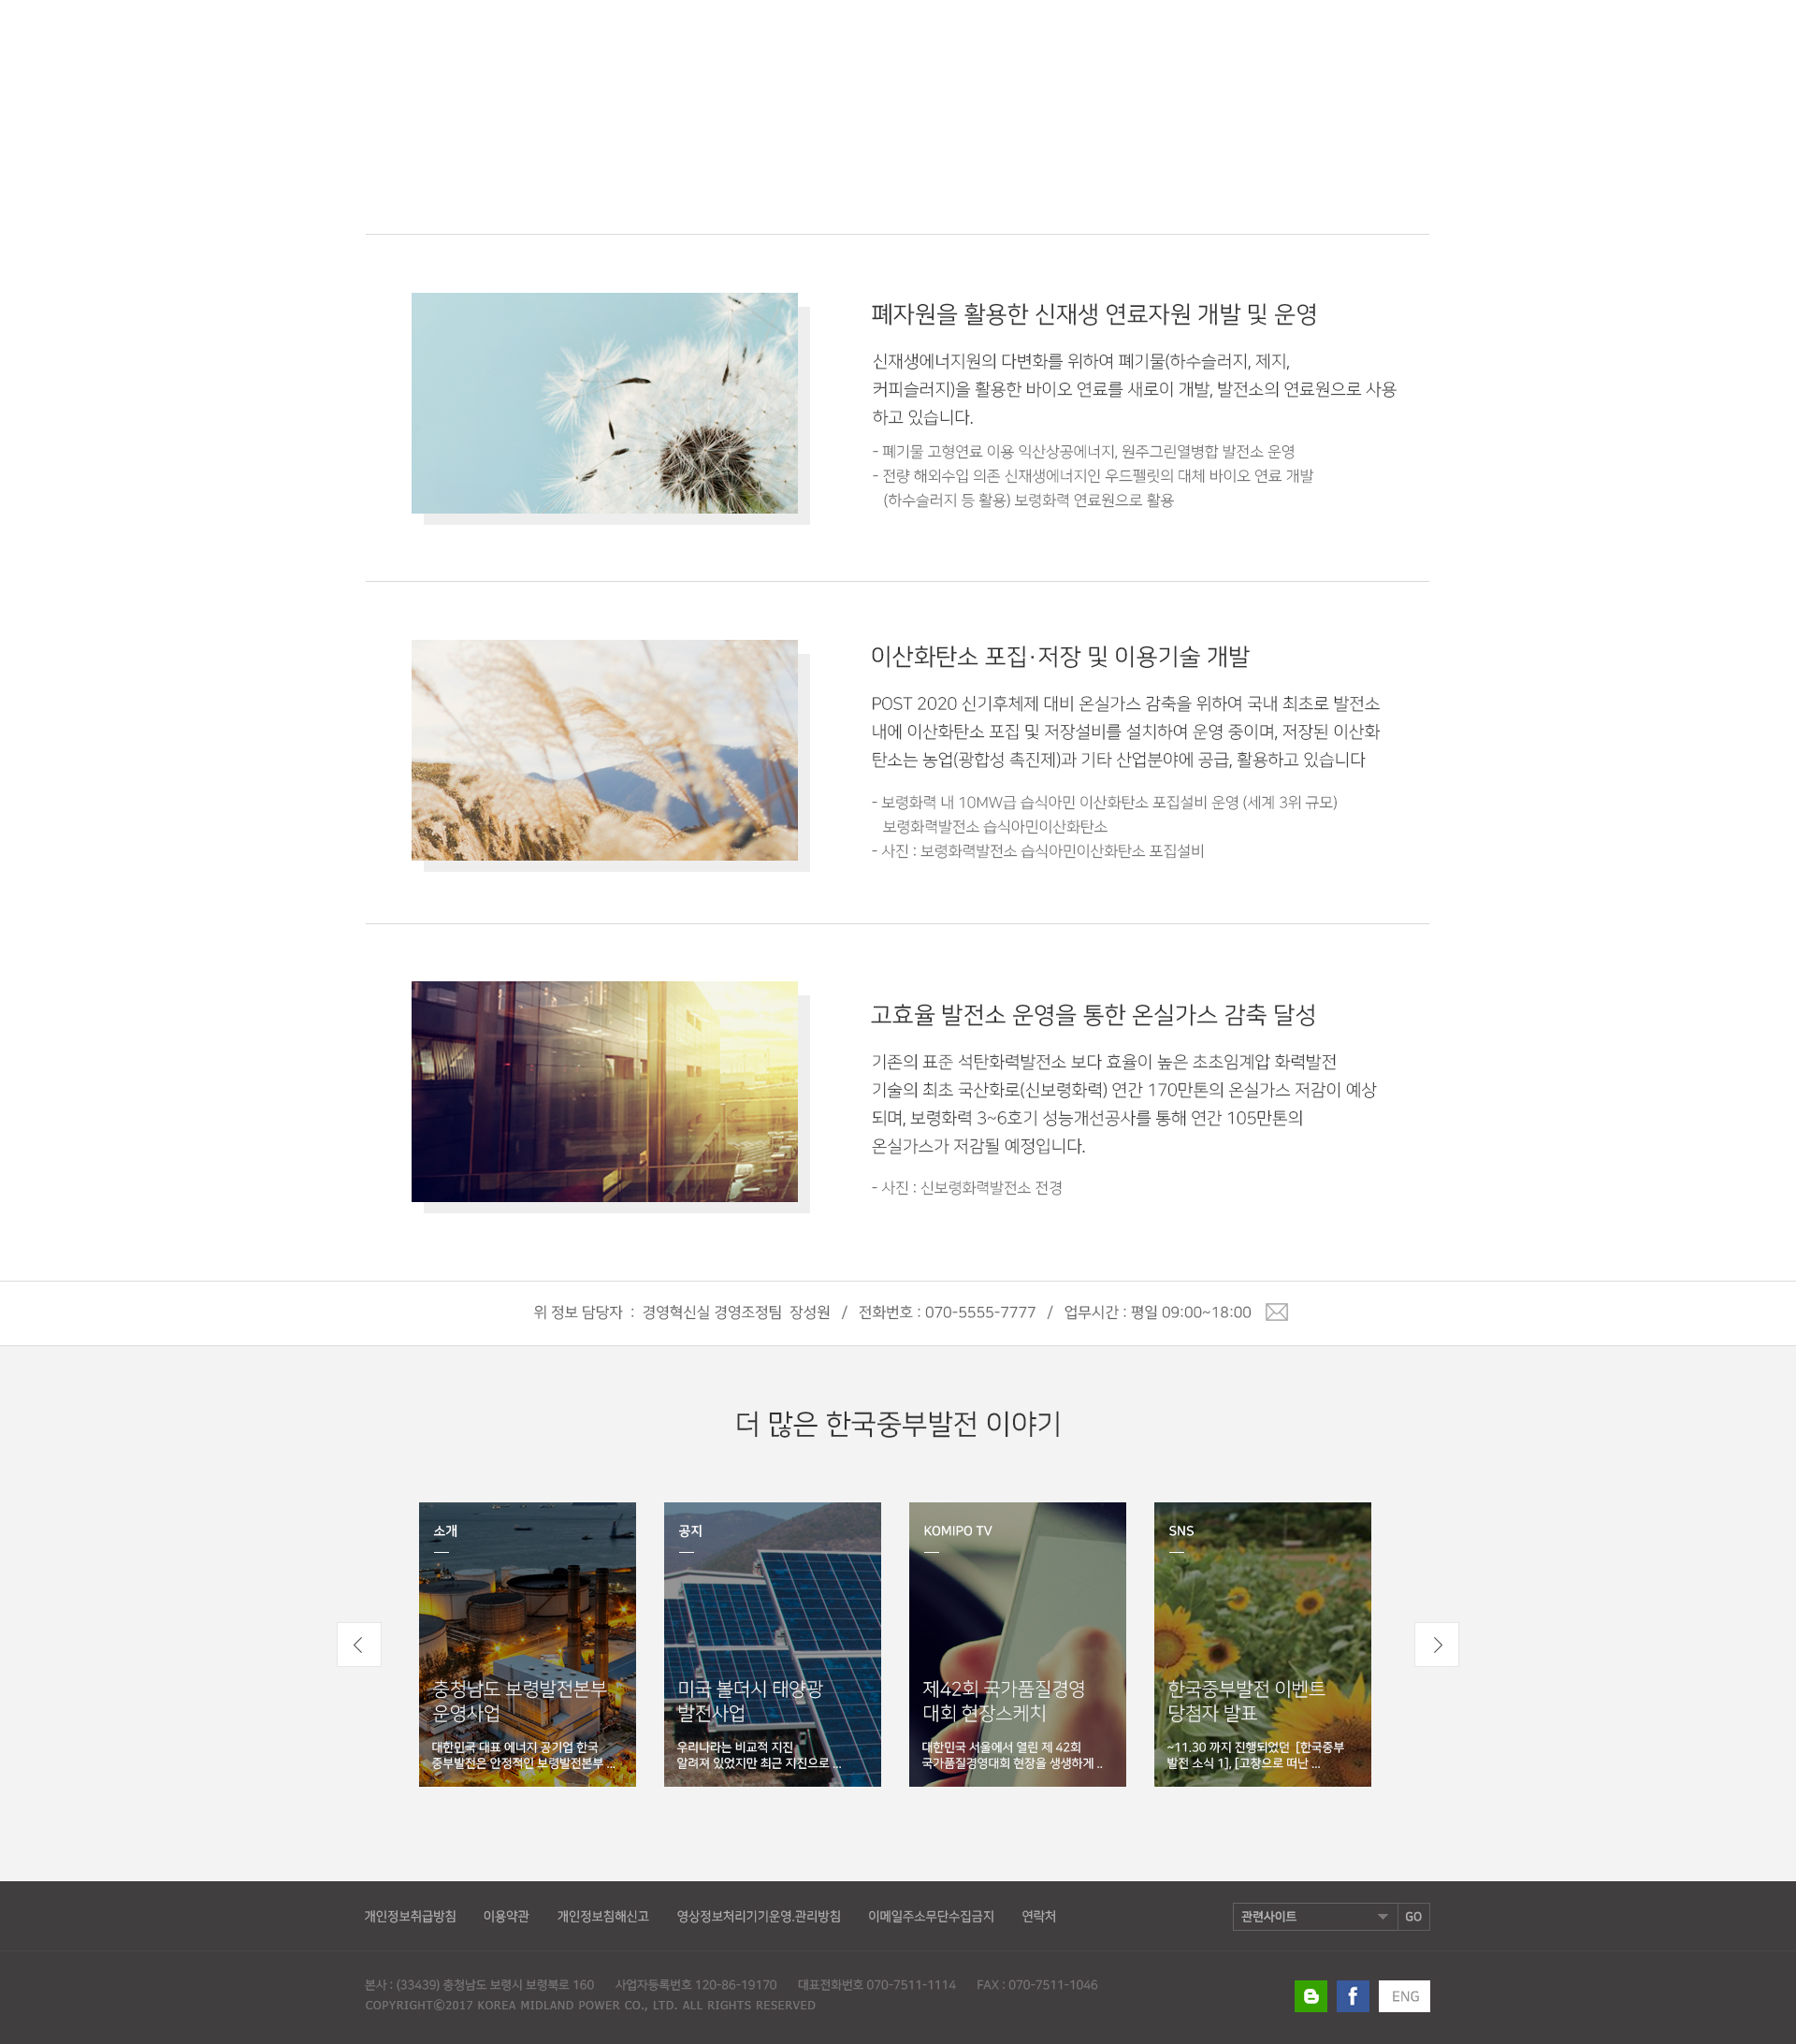 폐자원을 활용한 신재생 연료자원 개발 및 운영
신재생에너지원의 다변화를 위하여 폐기물(하수슬러지, 제지,
커피슬러지)을 활용한 바이오 연료를 새로이 개발, 발전소의 연료원으로 사용
하고 있습니다.
- 폐기물 고형연료 이용 익산상공에너지, 원주그린열병합 발전소 운영
- 전량 해외수입 의존 신재생에너지인 우드펠릿의 대체 바이오 연료 개발
(하수슬러지 등 활용) 보령화력 연료원으로 활용
이산화탄소 포집·저장 및 이용기술 개발
POST 2020 신기후체제 대비 온실가스 감축을 위하여 국내 최초로 발전소
내에 이산화탄소 포집 및 저장설비를 설치하여 운영 중이며, 저장된 이산화
탄소는 농업(광합성 촉진제)과 기타 산업분야에 공급, 활용하고 있습니다
- 보령화력 내 10MW급 습식아민 이산화탄소 포집설비 운영 (세계 3위 규모)
보령화력발전소 습식아민이산화탄소
- 사진 : 보령화력발전소 습식아민이산화탄소 포집설비
고효율 발전소 운영을 통한 온실가스 감축 달성
기존의 표준 석탄화력발전소 보다 효율이 높은 초초임계압 화력발전
기술의 최초 국산화로(신보령화력) 연간 170만톤의 온실가스 저감이 예상
되며, 보령화력 3~6호기 성능개선공사를 통해 연간 105만톤의
온실가스가 저감될 예정입니다.
- 사진 : 신보령화력발전소 전경
위 정보 담당자 : 경영혁신실 경영조정팀 장성원 / 전화번호 : 070-5555-7777 / 업무시간 : 평일 09:00~18:00
더 많은 한국중부발전 이야기
소개
충청남도 보령발전본부
운영사업
대한민국 대표 에너지 공기업 한국
중부발전은 안정적인 보령발전본부 ...
공지
미국 볼더시 태양광
발전사업
우리나라는 비교적 지진
알려져 있었지만 최근 지진으로 ...
KOMIPO TV
제42회 국가품질경영
대회 현장스케치
대한민국 서울에서 열린 제 42회
국가품질경영대회 현장을 생생하게 ..
SNS
한국중부발전 이벤트
당첨자 발표
~11.30 까지 진행되었던 [한국중부
발전 소식 1], [고창으로 떠난 ...
개인정보취급방침 이용약관 개인정보침해신고 영상정보처리기기운영.관리방침 이메일주소무단수집금지 연락처
관련사이트 GO
본사 : (33439) 충청남도 보령시 보령북로 160 사업자등록번호 120-86-19170 대표전화번호 070-7511-1114 FAX : 070-7511-1046
COPYRIGHTⓒ2017 KOREA MIDLAND POWER CO., LTD. ALL RIGHTS RESERVED
ENG